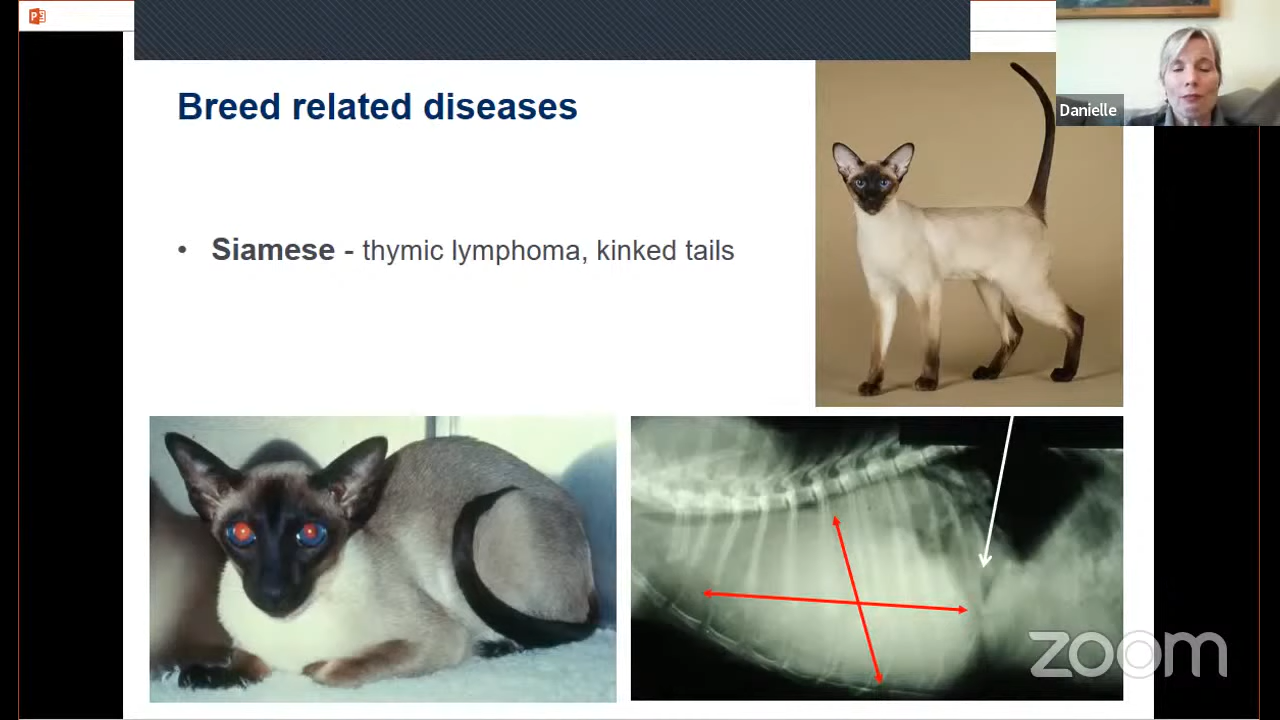 Danielle
Breed related diseases
• Siamese - thymic lymphoma, kinked tails
zoom